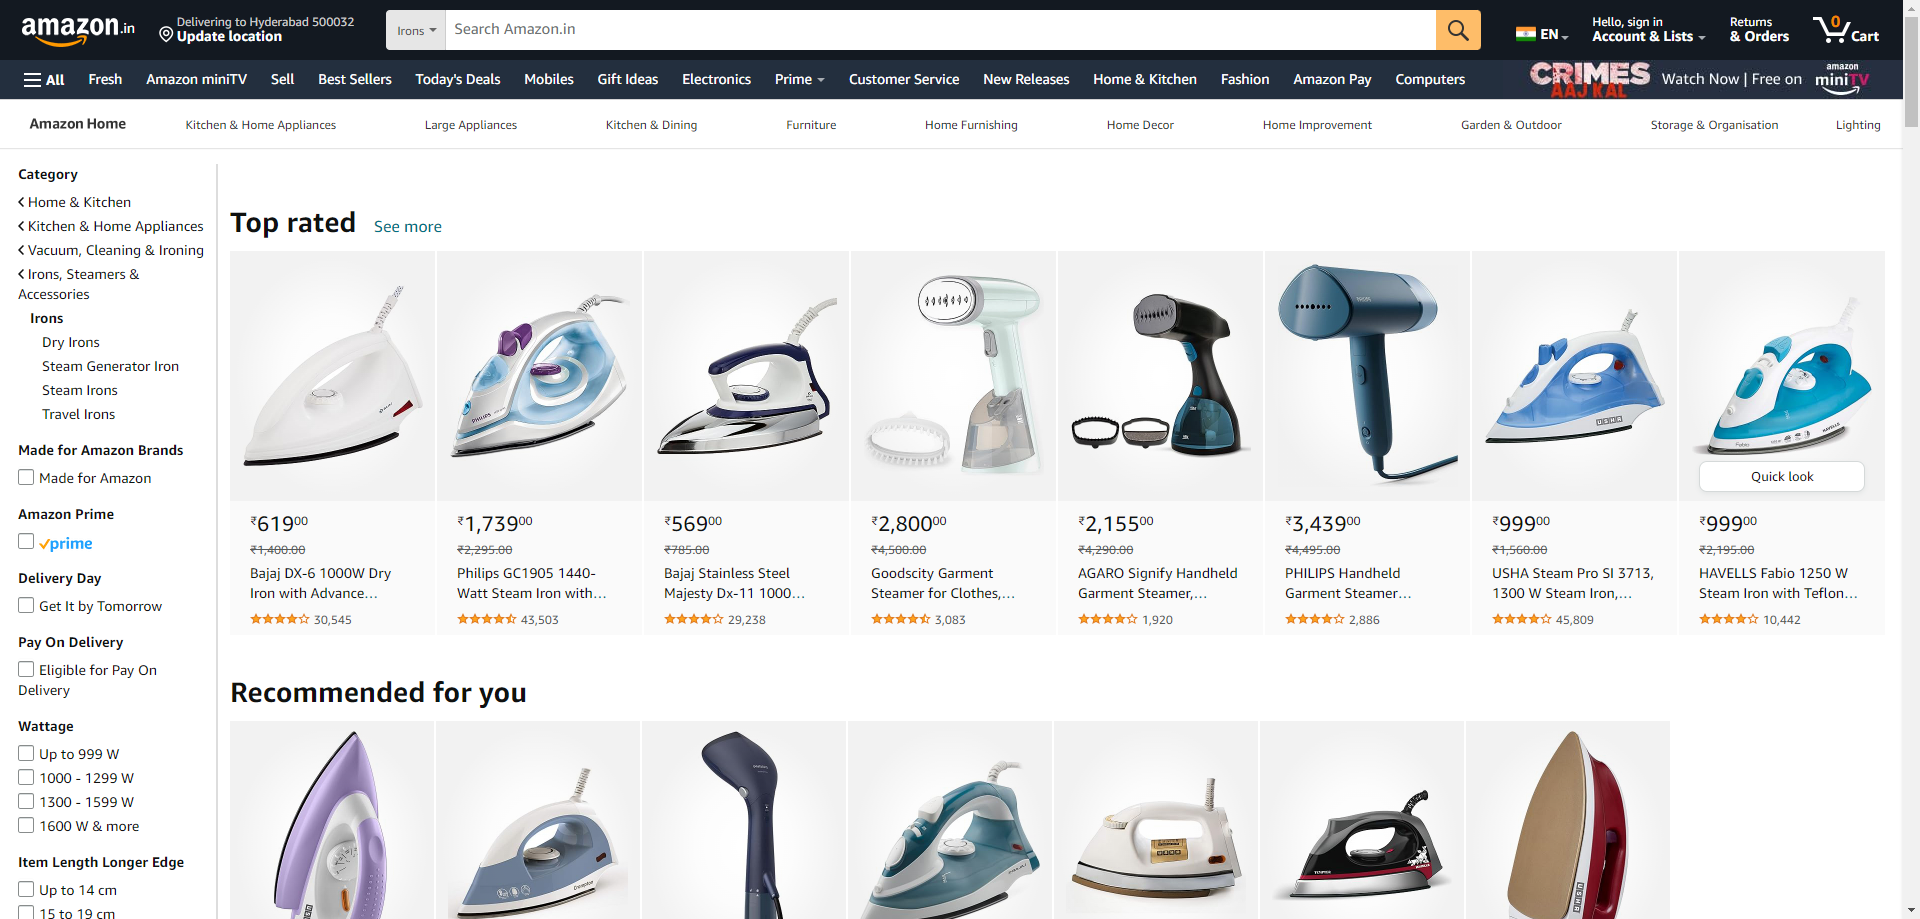 amazon.in
Delivering to Hyderabad 500032
Update location
Irons
Search Amazon.in
EN
Hello, sign in
Account & Lists
Returns
& Orders
0
Cart
All
Fresh
Amazon miniTV
Sell
Best Sellers
Today's Deals
Mobiles
Gift Ideas
Electronics
Prime
Customer Service
New Releases
Home & Kitchen
Fashion
Amazon Pay
Computers
CRIMES
AAJ KAL
Watch Now | Free on
amazon
miniTV
Amazon Home
Kitchen & Home Appliances
Large Appliances
Kitchen & Dining
Furniture
Home Furnishing
Home Decor
Home Improvement
Garden & Outdoor
Storage & Organisation
Lighting
Category
Home & Kitchen
Kitchen & Home Appliances
Vacuum, Cleaning & Ironing
Irons, Steamers &
Accessories
Irons
Dry Irons
Steam Generator Iron
Steam Irons
Travel Irons
Made for Amazon Brands
Made for Amazon
Amazon Prime
prime
Delivery Day
Get It by Tomorrow
Pay On Delivery
Eligible for Pay On
Delivery
Wattage
Up to 999 W
1000 - 1299 W
1300 - 1599 W
1600 W & more
Item Length Longer Edge
Up to 14 cm
15 to 19 cm
Top rated
See more
₹61900
₹1,400.00
Bajaj DX-6 1000W Dry
Iron with Advance...
30,545
PHILIPS
₹1,73900
₹2,295.00
Philips GC1905 1440-
Watt Steam Iron with...
43,503
₹56900
₹785.00
Bajaj Stainless Steel
Majesty Dx-11 1000...
29,238
₹2,80000
₹4,500.00
Goodscity Garment
Steamer for Clothes,...
3,083
₹2,15500
₹4,290.00
AGARO Signify Handheld
Garment Steamer,...
1,920
₹3,43900
₹4,495.00
PHILIPS Handheld
Garment Steamer...
2,886
USHA
₹99900
₹1,560.00
USHA Steam Pro SI 3713,
1300 W Steam Iron,...
45,809
Fabio
HAVELLS
Quick look
₹99900
₹2,195.00
HAVELLS Fabio 1250 W
Steam Iron with Teflon...
10,442
Recommended for you
USHA
Crompton
HAVELLS
USHA